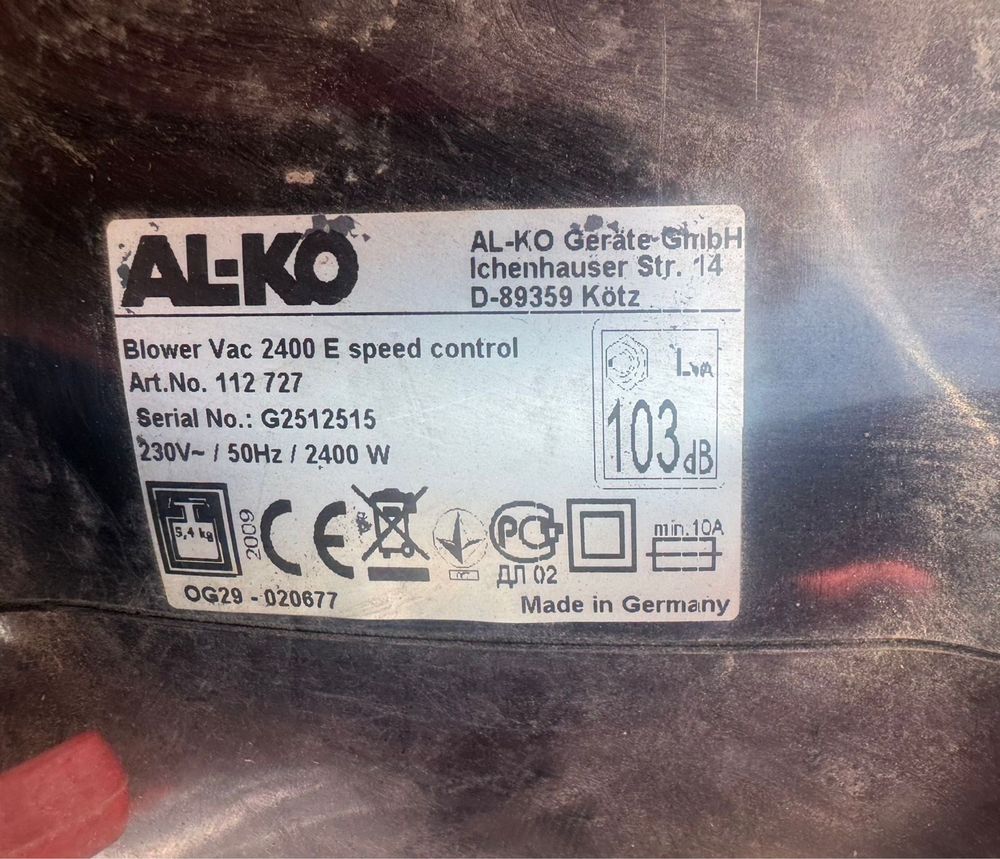 AL-KO
AL-KO Geräte GmbH
Ichenhauser Str. 14
D-89359 Kötz
Blower Vac 2400 E speed control
Art.No. 112 727
Serial No.: G2512515
230V~ / 50Hz / 2400 W
LWA
103 dB
5,4 kg
2009
CE
PC
ДЛ 02
min.10A
OG29 - 020677
Made in Germany